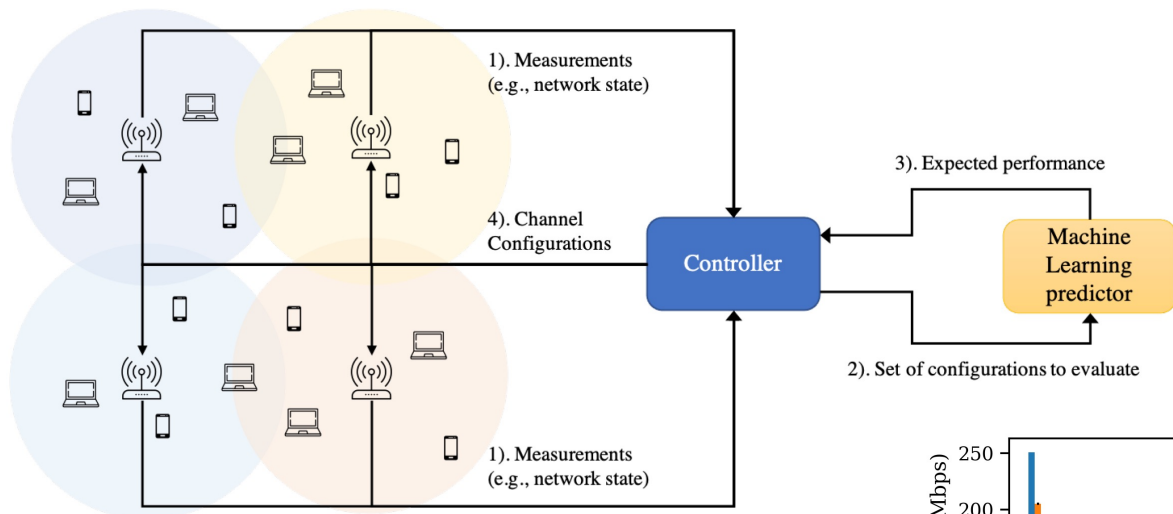 1). Measurements
(e.g., network state)
3). Expected performance
4). Channel
Configurations
Controller
Machine
Learning
predictor
2). Set of configurations to evaluate
1). Measurements
(e.g., network state)
Mbps)
250
200